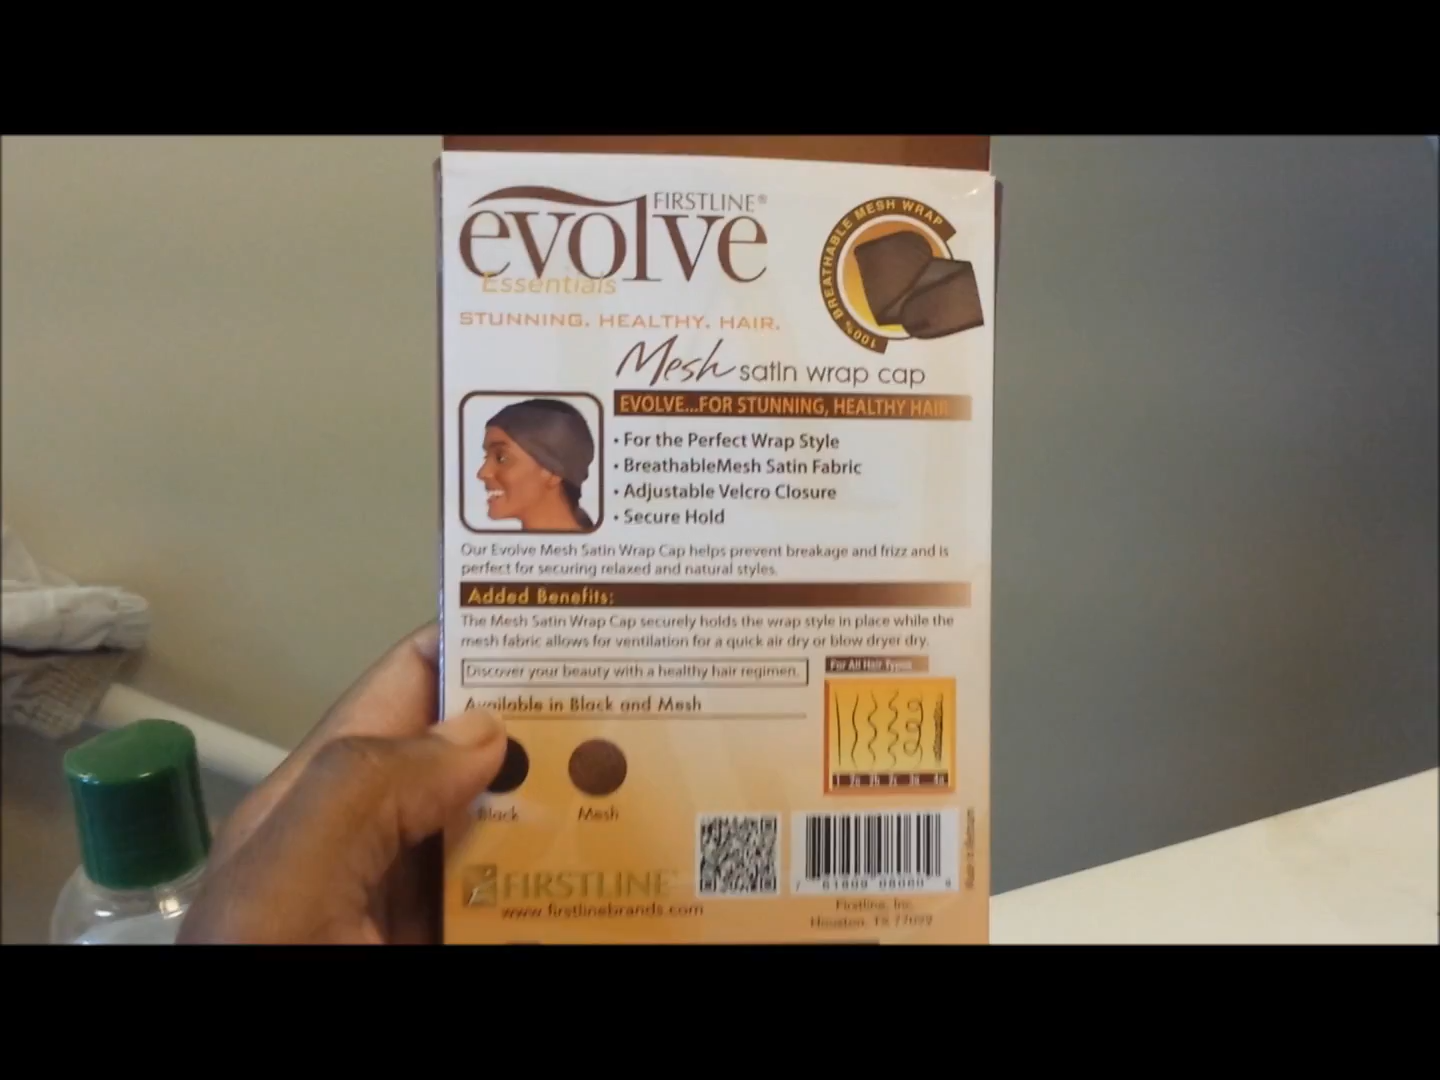 FIRSTLINE®
evolve
Essentials
STUNNING. HEALTHY. HAIR.
100% BREATHABLE MESH WRAP
Mesh satin wrap cap
EVOLVE...FOR STUNNING, HEALTHY HAIR
• For the Perfect Wrap Style
• BreathableMesh Satin Fabric
• Adjustable Velcro Closure
• Secure Hold
Our Evolve Mesh Satin Wrap Cap helps prevent breakage and frizz and is
perfect for securing relaxed and natural styles.
Added Benefits:
The Mesh Satin Wrap Cap securely holds the wrap style in place while the
mesh fabric allows for ventilation for a quick air dry or blow dryer dry.
Discover your beauty with a healthy hair regimen.
For All Hair Types
Available in Black and Mesh
Black
Mesh
FIRSTLINE
www.firstlinebrands.com
Firstline, Inc.
Houston, TX